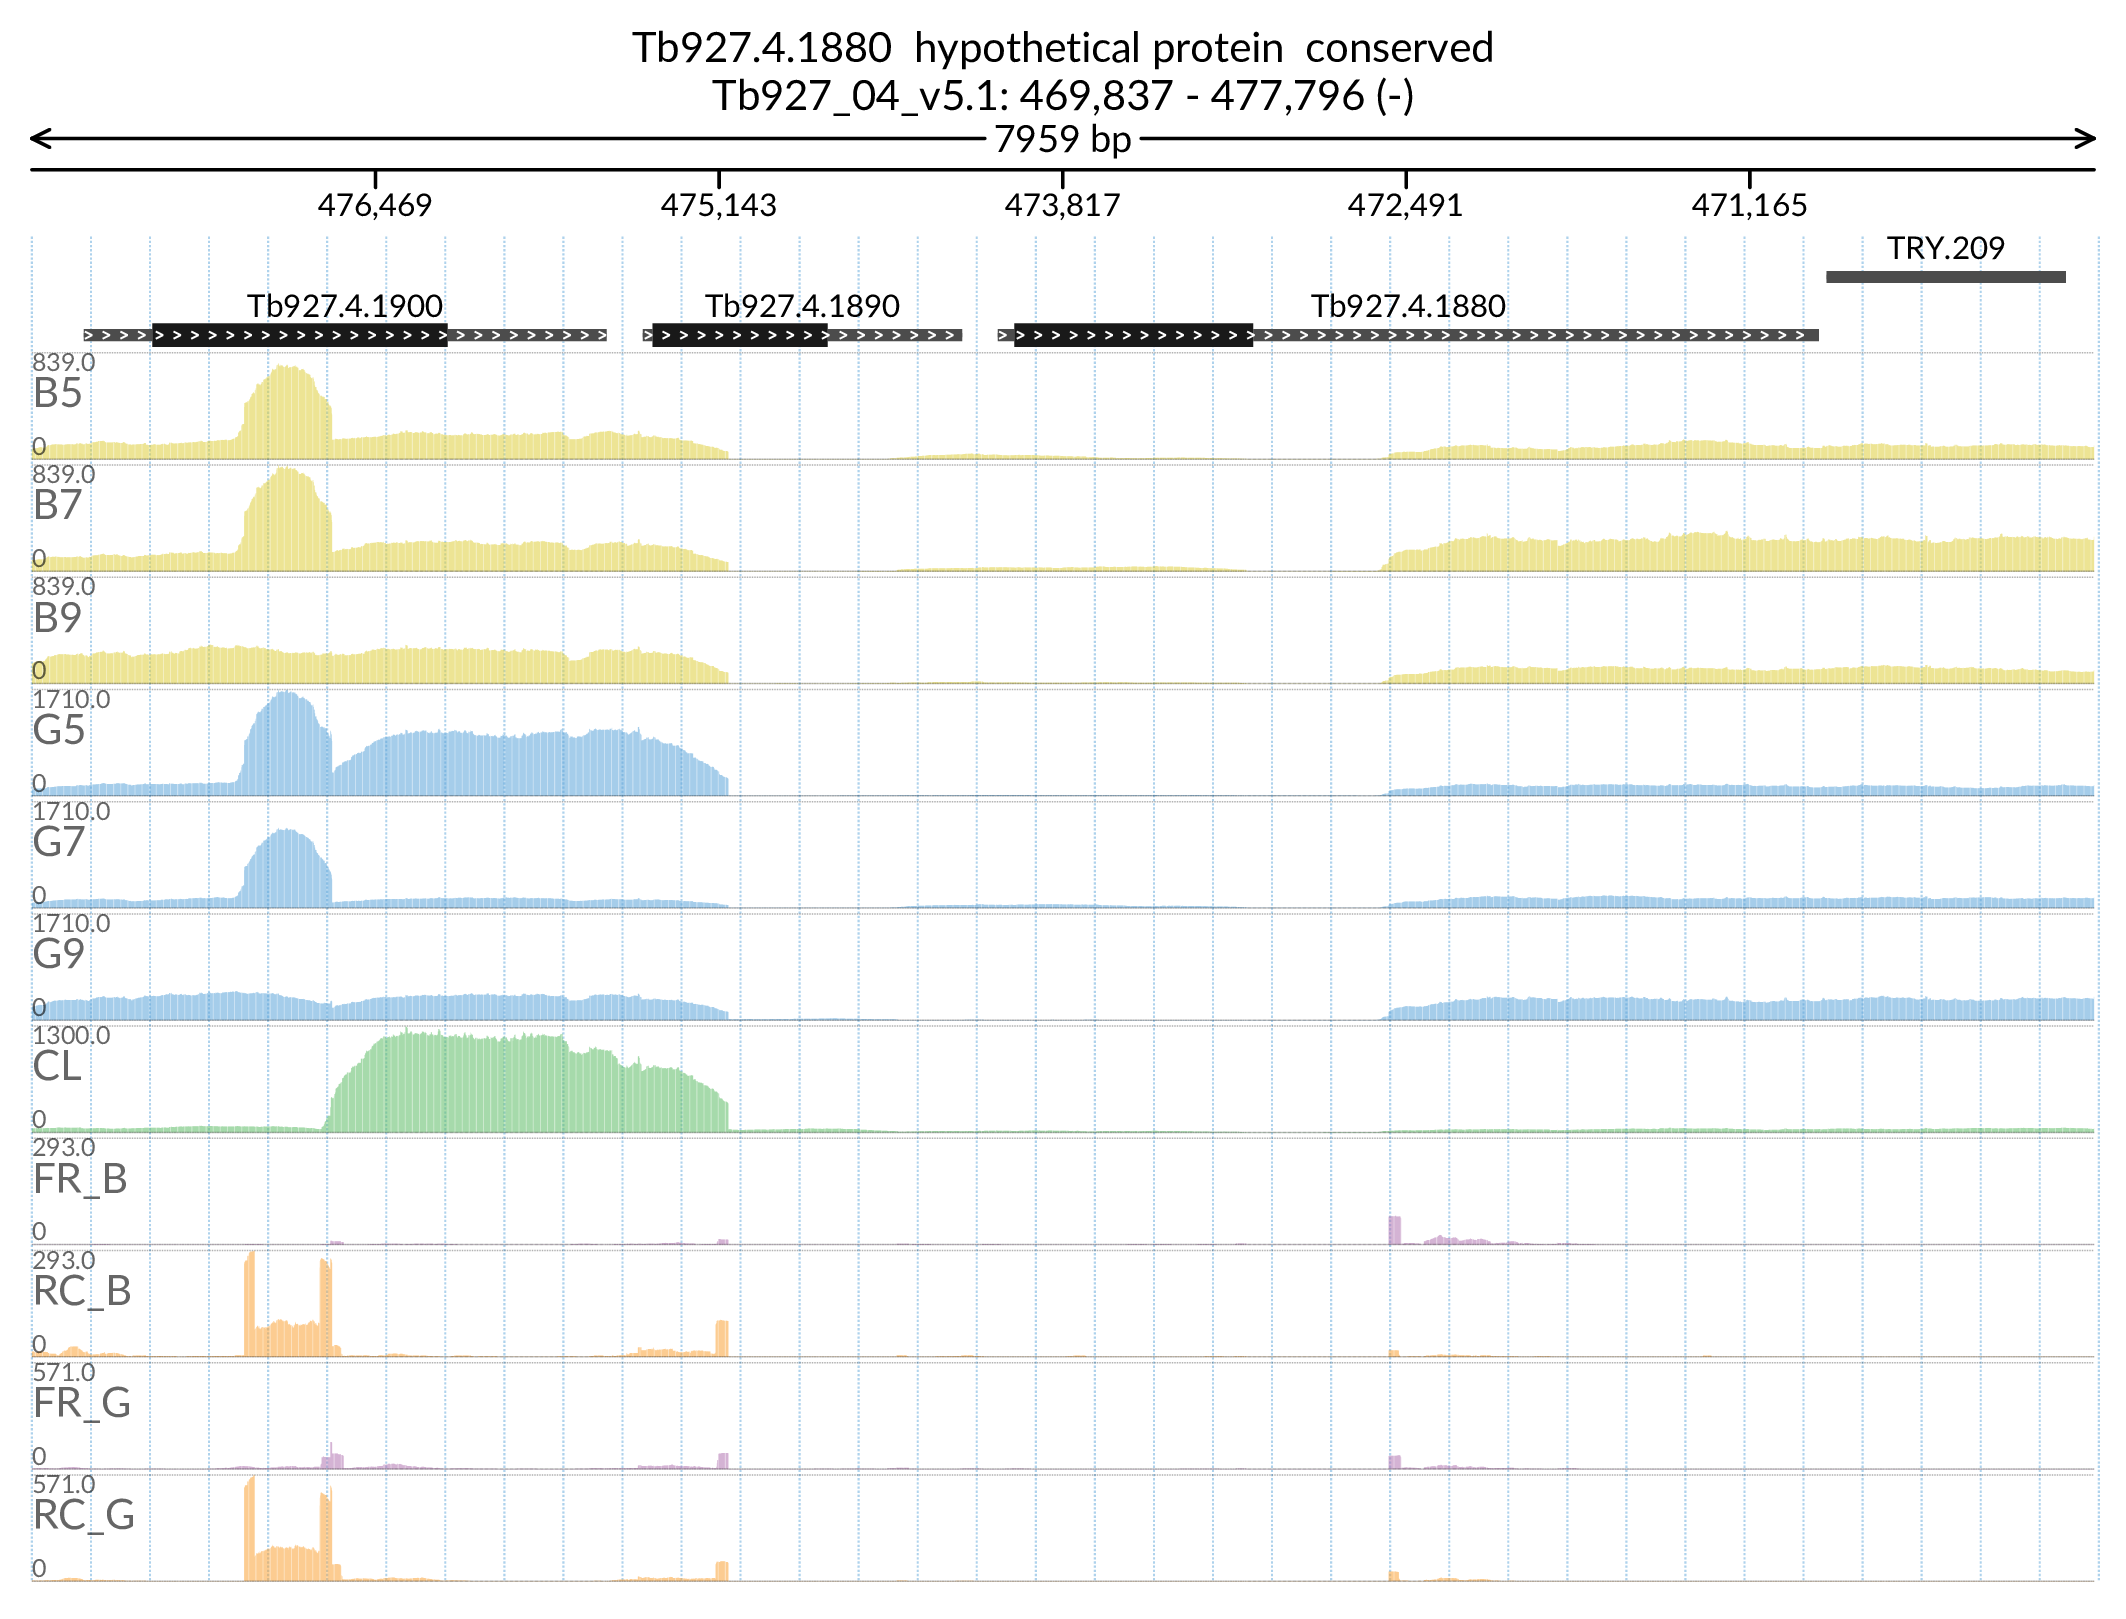 Tb927.4.1880  hypothetical protein  conserved
Tb927_04_v5.1: 469,837 - 477,796 (-)
7959 bp
476,469 475,143 473,817 472,491 471,165
TRY.209
Tb927.4.1900 Tb927.4.1890 Tb927.4.1880
839.0
B5
0
839.0
B7
0
839.0
B9
0
1710.0
G5
0
1710.0
G7
0
1710.0
G9
0
1300.0
CL
0
293.0
FR_B
0
293.0
RC_B
0
571.0
FR_G
0
571.0
RC_G
0